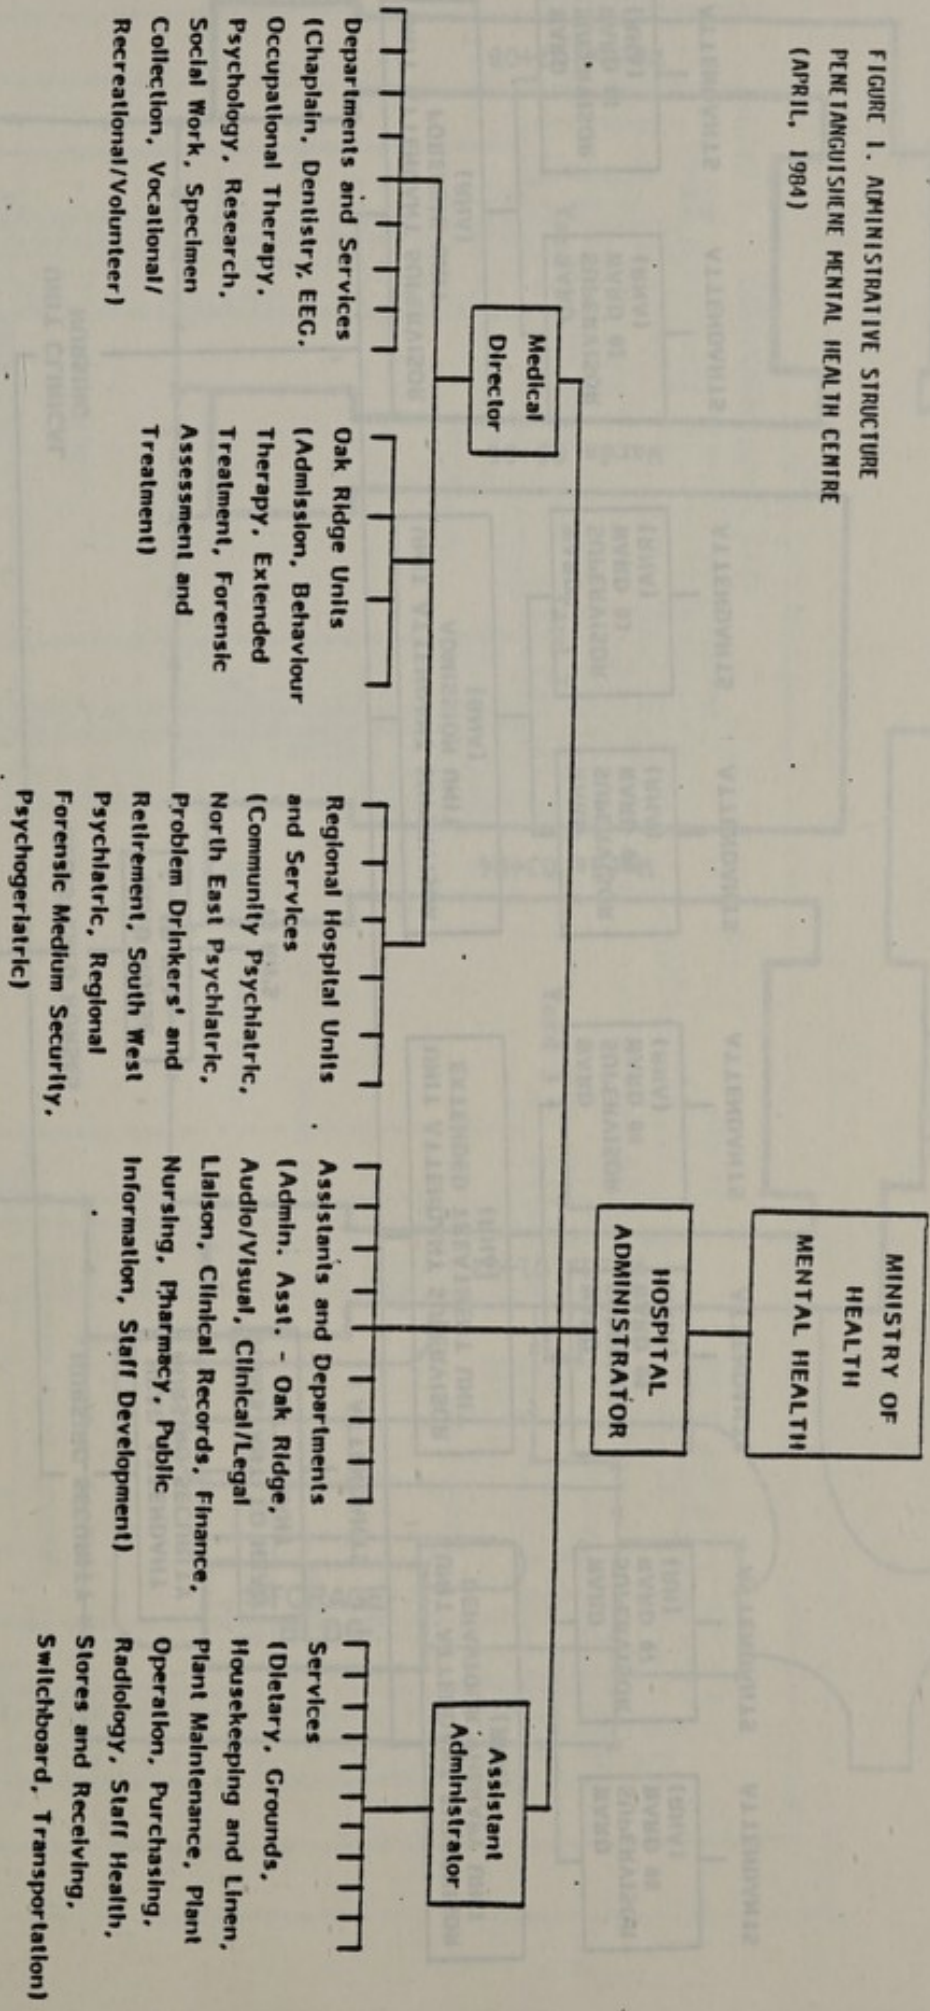 FIGURE 1. ADMINISTRATIVE STRUCTURE
PENETANGUISHENE MENTAL HEALTH CENTRE
(APRIL, 1984)
MINISTRY OF
HEALTH
MENTAL HEALTH
HOSPITAL
ADMINISTRATOR
Medical
Director
Assistant
Administrator
Departments and Services
(Chaplain, Dentistry, EEG,
Occupational Therapy,
Psychology, Research,
Social Work, Specimen
Collection, Vocational/
Recreational/Volunteer)
Oak Ridge Units
(Admission, Behaviour
Therapy, Extended
Treatment, Forensic
Assessment and
Treatment)
Regional Hospital Units
and Services
(Community Psychiatric,
North East Psychiatric,
Problem Drinkers' and
Retirement, South West
Psychiatric, Regional
Forensic Medium Security,
Psychogeriatric)
Assistants and Departments
(Admin. Asst. - Oak Ridge,
Audio/Visual, Clinical/Legal
Liaison, Clinical Records, Finance,
Nursing, Pharmacy, Public
Information, Staff Development)
Services
(Dietary, Grounds,
Housekeeping and Linen,
Plant Maintenance, Plant
Operation, Purchasing,
Radiology, Staff Health,
Stores and Receiving,
Switchboard, Transportation)